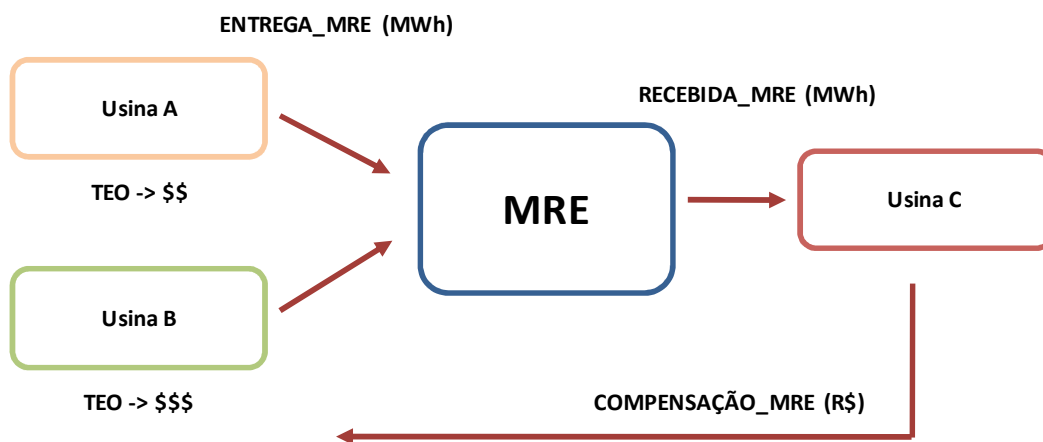 ENTREGA_MRE (MWh)
Usina A
RECEBIDA_MRE (MWh)
TEO -> $$
MRE
Usina C
Usina B
TEO -> $$$
COMPENSAÇÃO_MRE (R$)